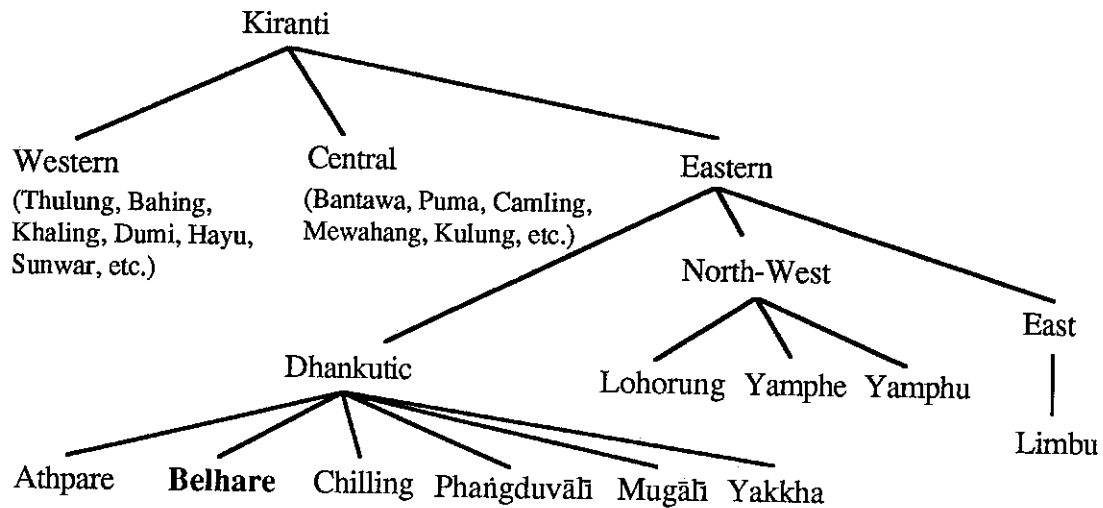 Kiranti
Western
(Thulung, Bahing,
Khaling, Dumi, Hayu,
Sunwar, etc.)
Central
(Bantawa, Puma, Camling,
Mewahang, Kulung, etc.)
Eastern
North-West
East
Dhankutic
Lohorung Yamphe Yamphu
Limbu
Athpare Belhare Chilling Phaṅgduvālī Mugālī Yakkha